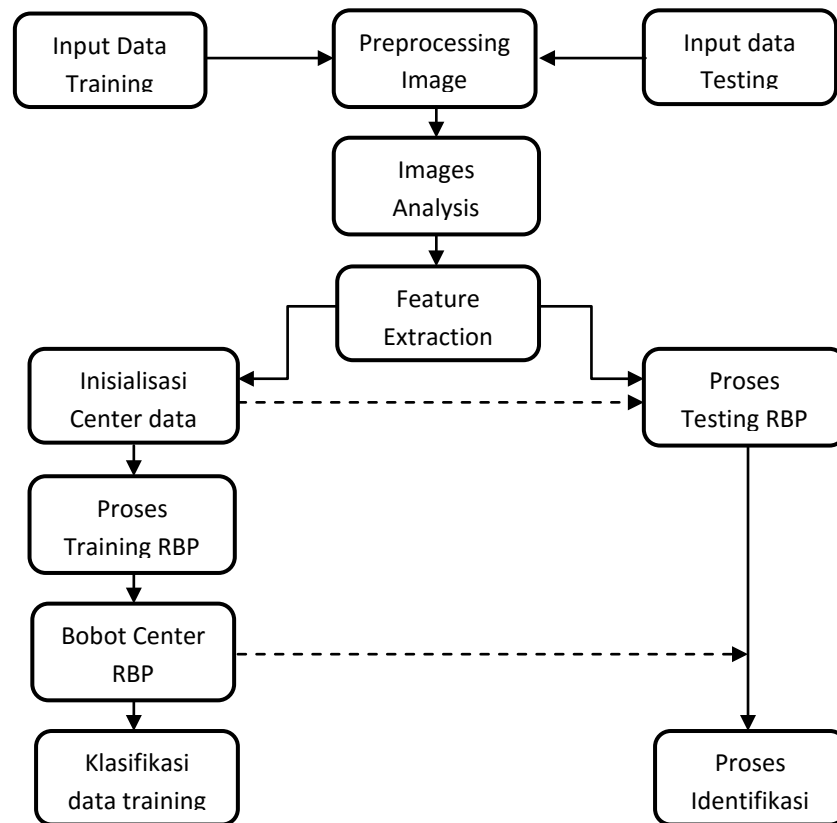 Input Data
Training
Preprocessing
Image
Input data
Testing
Images
Analysis
Feature
Extraction
Inisialisasi
Center data
Proses
Testing RBP
Proses
Training RBP
Bobot Center
RBP
Klasifikasi
data training
Proses
Identifikasi